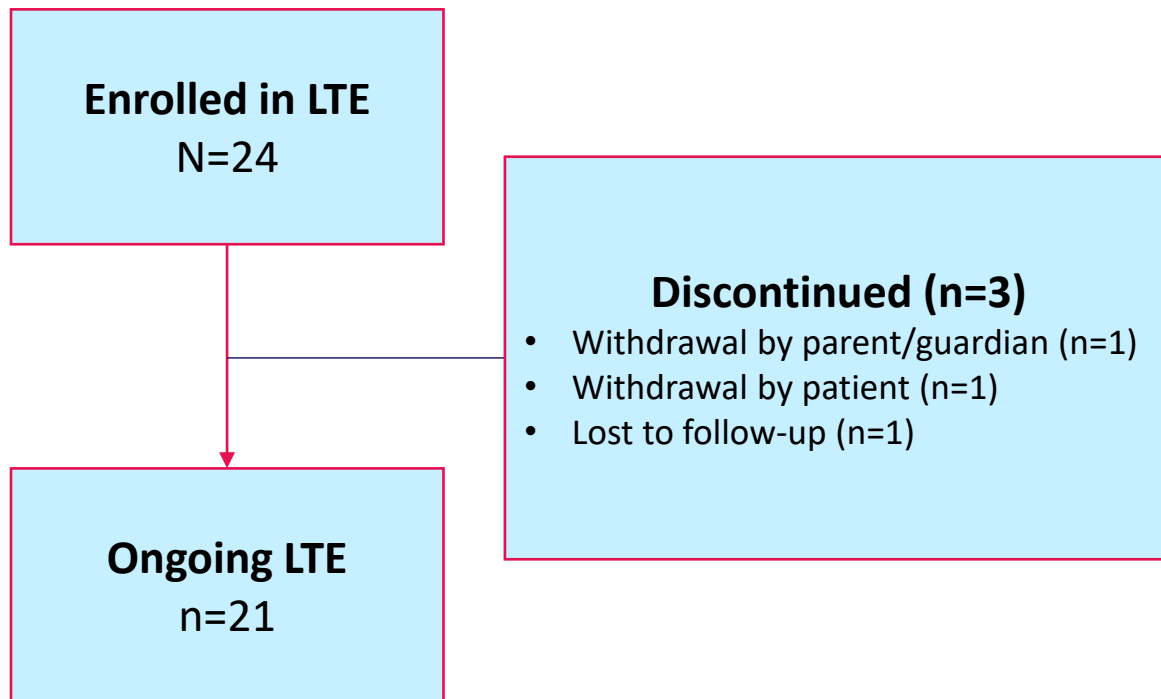 Enrolled in LTE
N=24
Discontinued (n=3)
• Withdrawal by parent/guardian (n=1)
• Withdrawal by patient (n=1)
• Lost to follow-up (n=1)
Ongoing LTE
n=21